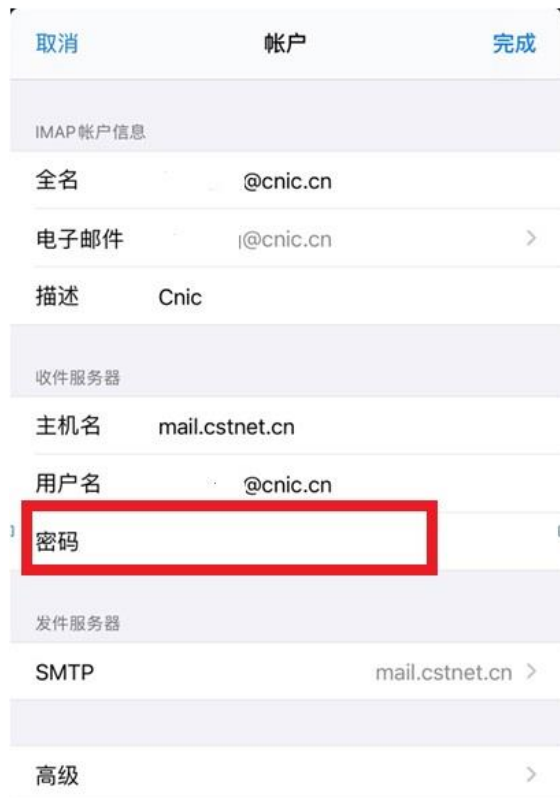 取消 帐户 完成
IMAP帐户信息
全名 @cnic.cn
电子邮件 @cnic.cn
描述 Cnic
收件服务器
主机名 mail.cstnet.cn
用户名 @cnic.cn
密码
发件服务器
SMTP mail.cstnet.cn
高级